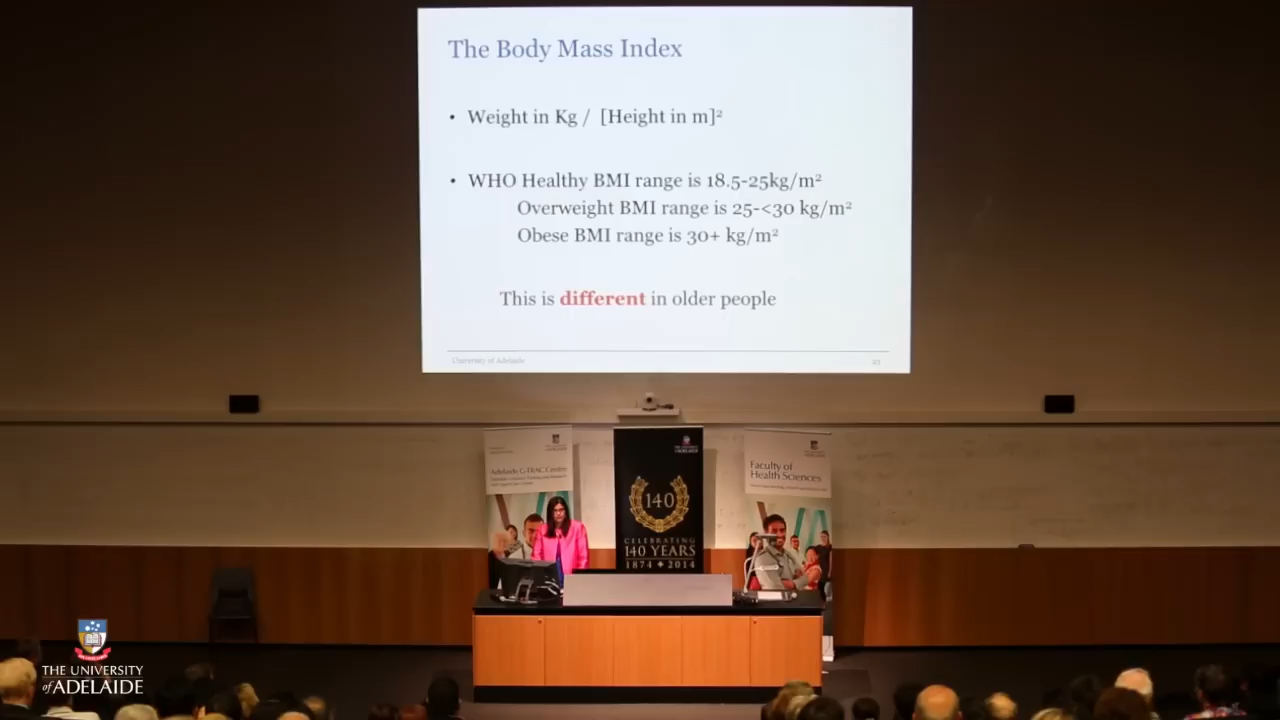 The Body Mass Index
• Weight in Kg / [Height in m]²
• WHO Healthy BMI range is 18.5-25kg/m²
Overweight BMI range is 25-<30 kg/m²
Obese BMI range is 30+ kg/m²
This is different in older people
University of Adelaide
Adelaide G-TRAC Centre
140
CELEBRATING
140 YEARS
1874 ✦ 2014
Faculty of
Health Sciences
THE UNIVERSITY
of ADELAIDE